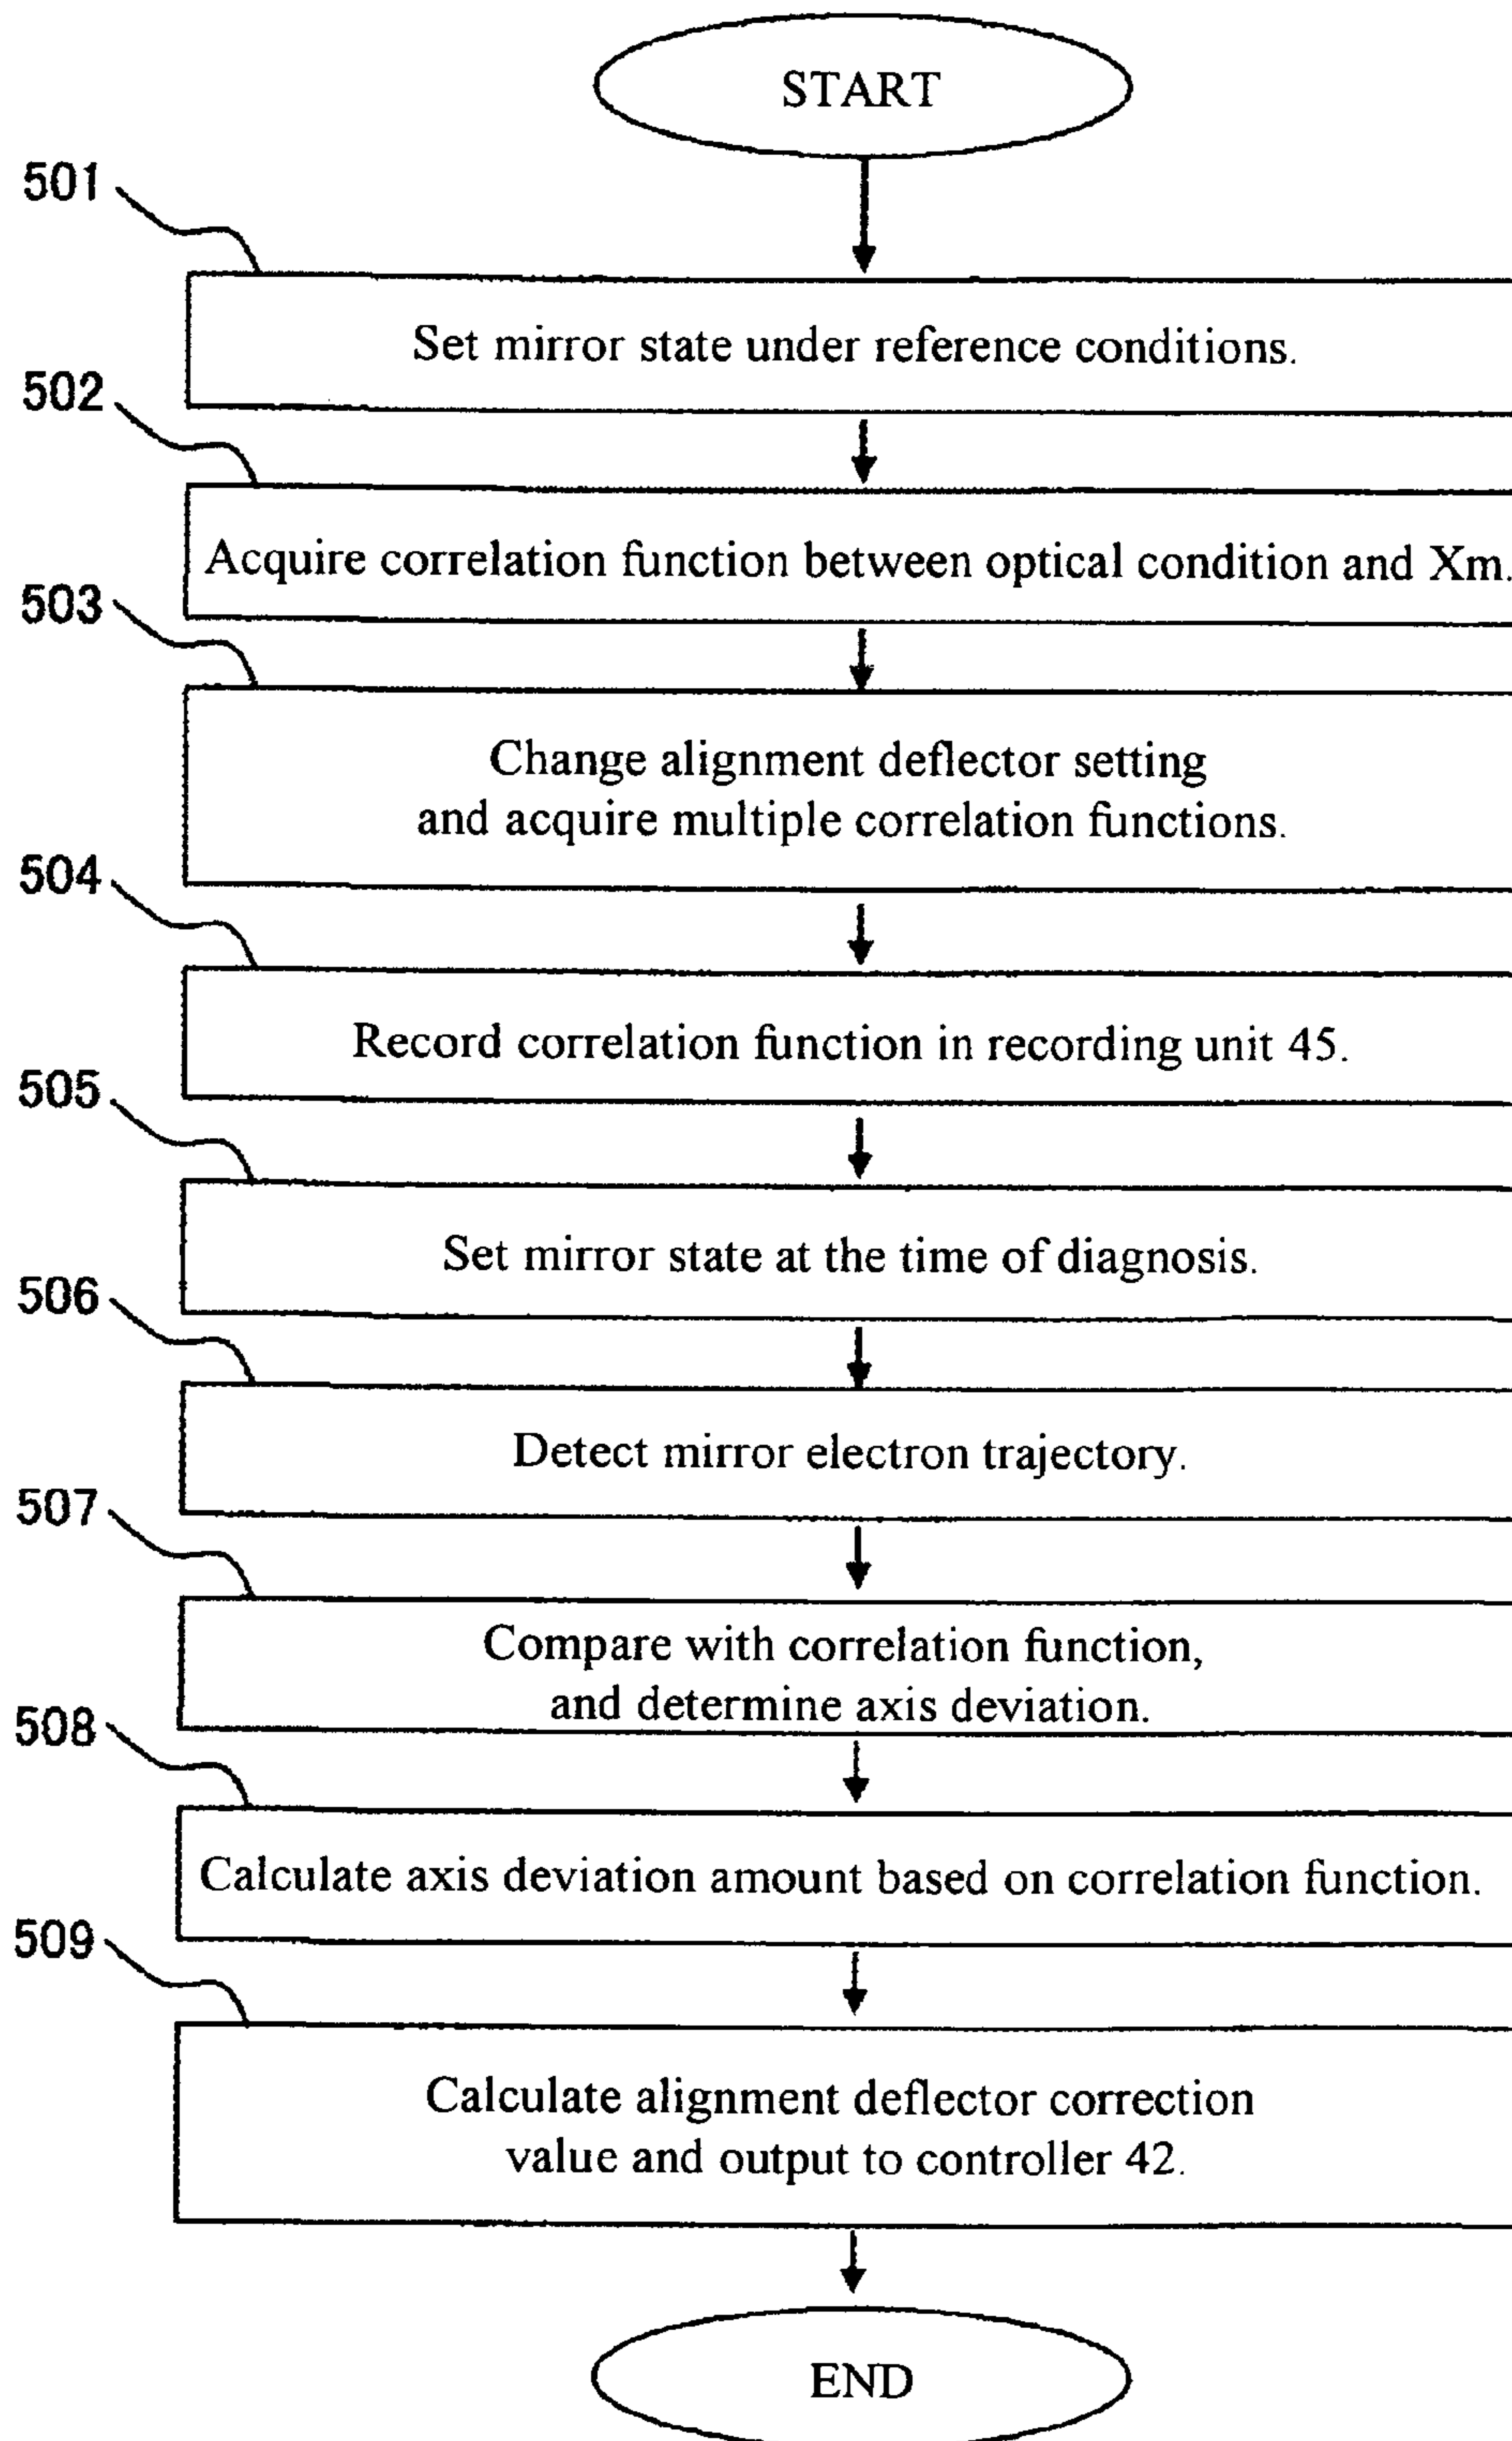 START
501
Set mirror state under reference conditions.
502
Acquire correlation function between optical condition and Xm.
503
Change alignment deflector setting
and acquire multiple correlation functions.
504
Record correlation function in recording unit 45.
505
Set mirror state at the time of diagnosis.
506
Detect mirror electron trajectory.
507
Compare with correlation function,
and determine axis deviation.
508
Calculate axis deviation amount based on correlation function.
509
Calculate alignment deflector correction
value and output to controller 42.
END